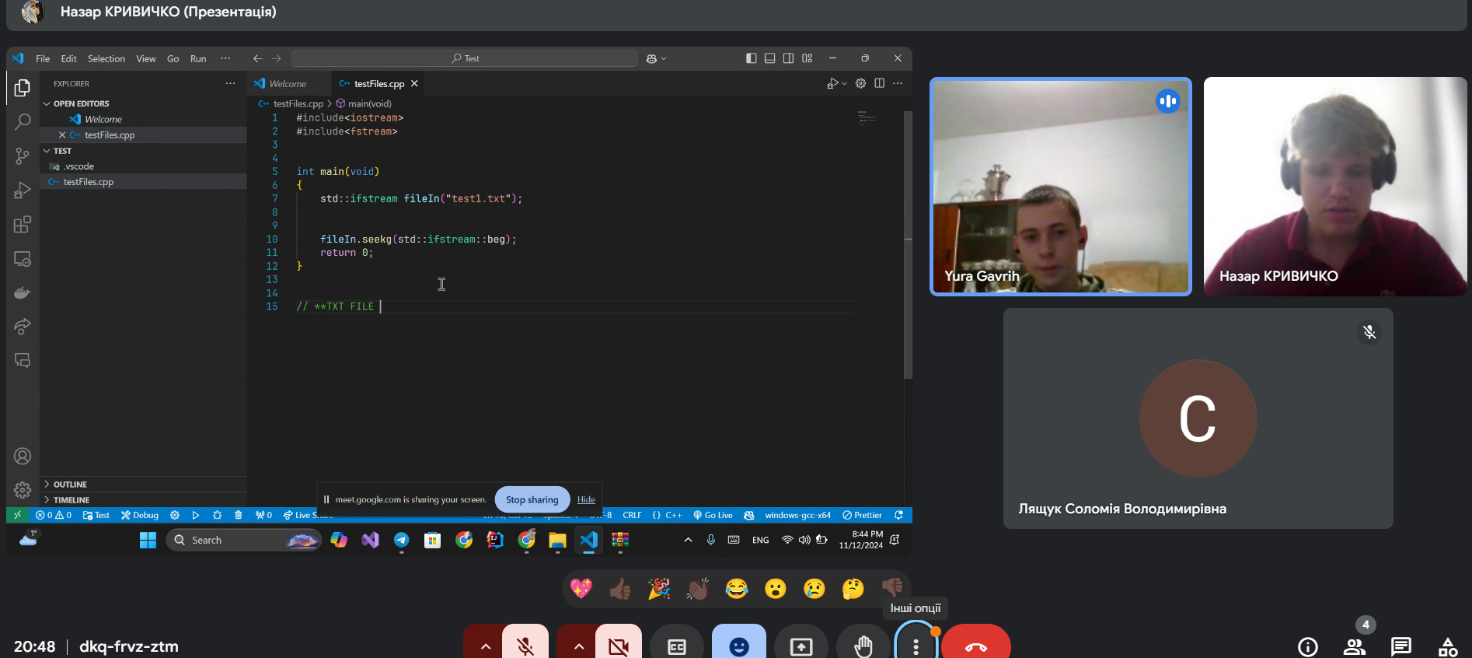 Назар КРИВИЧКО (Презентація)
File Edit Selection View Go Run ··· Test
EXPLORER ···
Welcome
testFiles.cpp
OPEN EDITORS
Welcome
testFiles.cpp
TEST
.vscode
testFiles.cpp
testFiles.cpp > main(void)
1 #include<iostream>
2 #include<fstream>
3
4
5 int main(void)
6 {
7 std::ifstream fileIn("test1.txt");
8
9
10 fileIn.seekg(std::ifstream::beg);
11 return 0;
12 }
13
14
15 // **TXT FILE
OUTLINE
TIMELINE
meet.google.com is sharing your screen. Stop sharing Hide
0 0 Test Debug 0 Live CRLF {} C++ Go Live windows-gcc-x64 Prettier
1°
Search
ENG
8:44 PM
11/12/2024
Yura Gavrih
Назар КРИВИЧКО
С
Лящук Соломія Володимирівна
Інші опції
20:48 | dkq-frvz-ztm
4